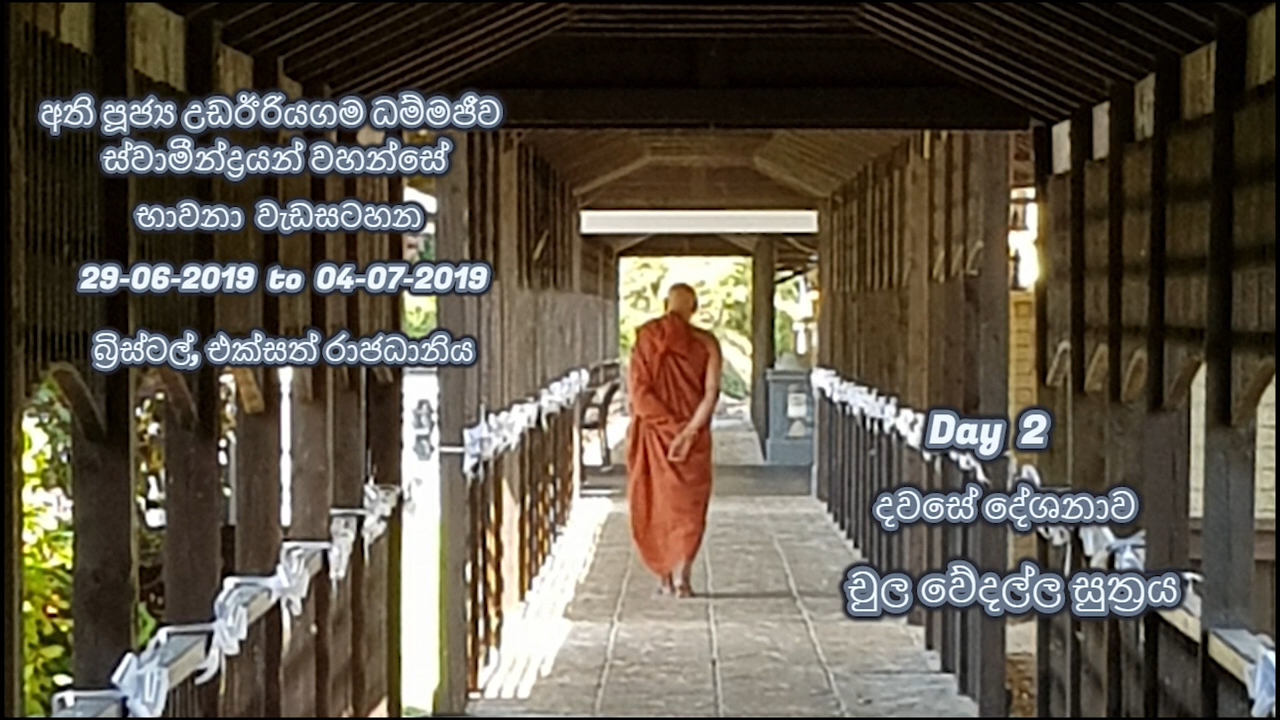 අති පූජ්‍ය උඩඊරියගම ධම්මජීව
ස්වාමීන්ද්‍රයන් වහන්සේ
භාවනා වැඩසටහන
29-06-2019 to 04-07-2019
බ්‍රිස්ටල්, එක්සත් රාජධානිය
Day 2
දවසේ දේශනාව
චුල වේදල්ල සුත්‍රය